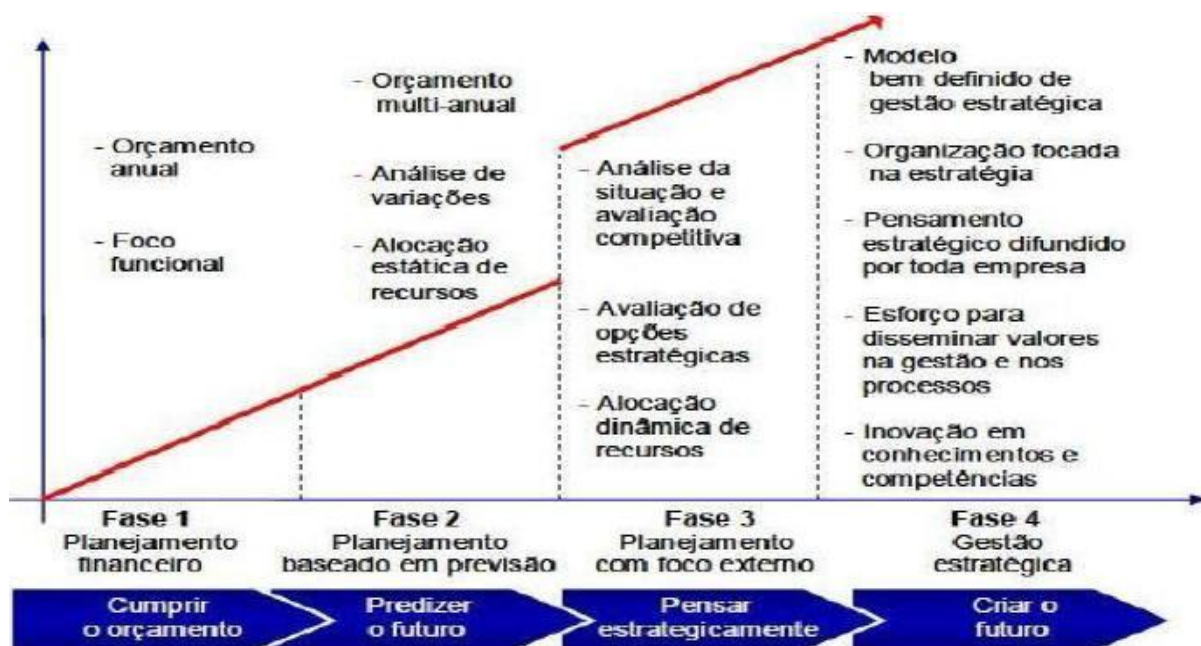 - Orçamento
anual
- Foco
funcional
- Orçamento
multi-anual
- Análise de
variações
- Alocação
estática de
recursos
- Análise da
situação e
avaliação
competitiva
- Avaliação de
opções
estratégicas
- Alocação
dinâmica de
recursos
- Modelo
bem definido de
gestão estratégica
- Organização focada
na estratégia
- Pensamento
estratégico difundido
por toda empresa
- Esforço para
disseminar valores
na gestão e nos
processos
- Inovação em
conhecimentos e
competências
Fase 1
Planejamento
financeiro
Fase 2
Planejamento
baseado em previsão
Fase 3
Planejamento
com foco externo
Fase 4
Gestão
estratégica
Cumprir
o orçamento
Predizer
o futuro
Pensar
estrategicamente
Criar o
futuro